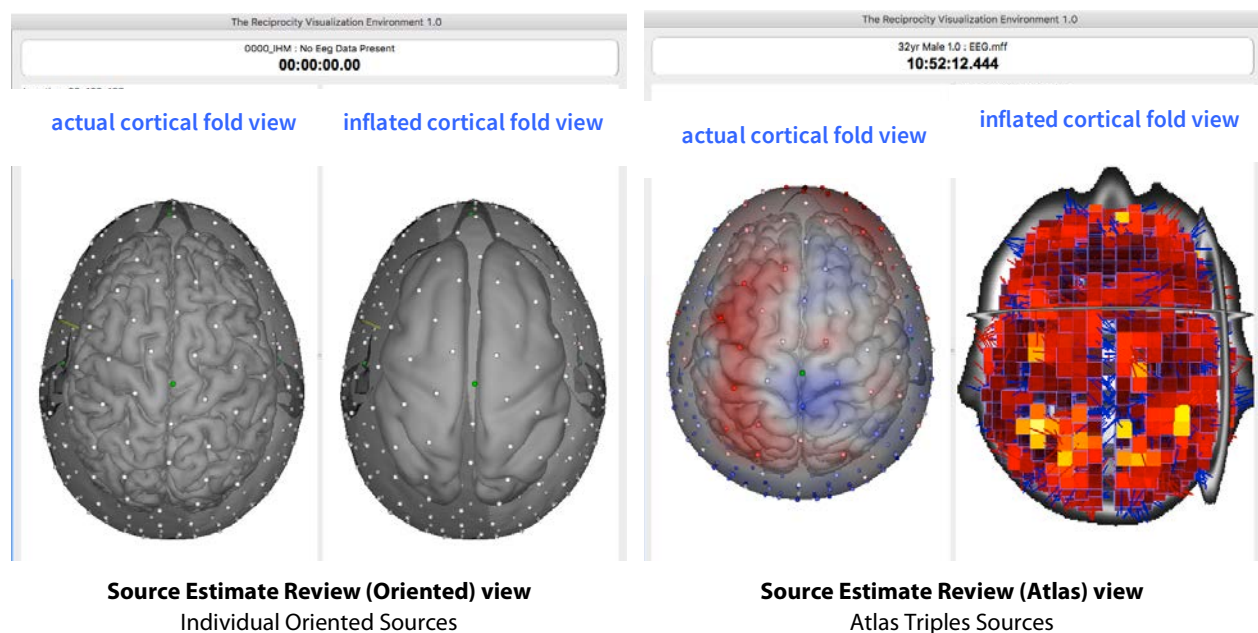 The Reciprocity Visualization Environment 1.0
0000_IHM : No Eeg Data Present
00:00:00.00
actual cortical fold view
inflated cortical fold view
The Reciprocity Visualization Environment 1.0
32yr Male 1.0 : EEG.mff
10:52:12.444
actual cortical fold view
inflated cortical fold view
Source Estimate Review (Oriented) view
Individual Oriented Sources
Source Estimate Review (Atlas) view
Atlas Triples Sources